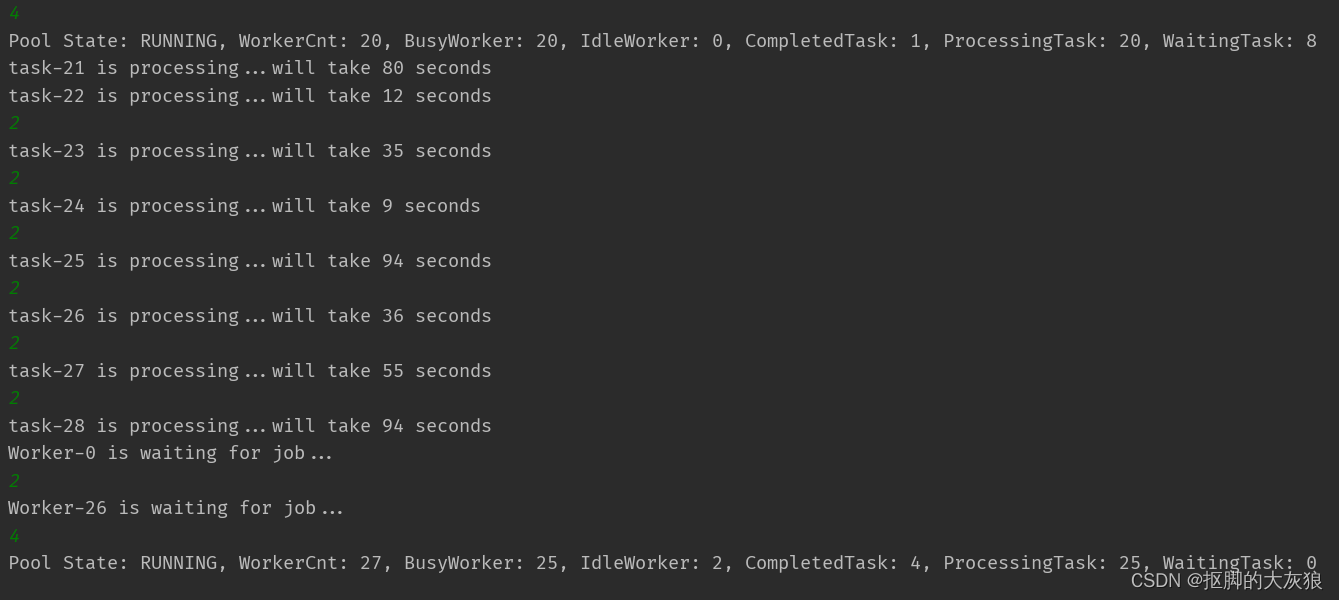 4
Pool State: RUNNING, WorkerCnt: 20, BusyWorker: 20, IdleWorker: 0, CompletedTask: 1, ProcessingTask: 20, WaitingTask: 8
task-21 is processing...will take 80 seconds
task-22 is processing...will take 12 seconds
2
task-23 is processing...will take 35 seconds
2
task-24 is processing...will take 9 seconds
2
task-25 is processing...will take 94 seconds
2
task-26 is processing...will take 36 seconds
2
task-27 is processing...will take 55 seconds
2
task-28 is processing...will take 94 seconds
Worker-0 is waiting for job...
2
Worker-26 is waiting for job...
4
Pool State: RUNNING, WorkerCnt: 27, BusyWorker: 25, IdleWorker: 2, CompletedTask: 4, ProcessingTask: 25, WaitingTask: 0
CSDN @抠脚的大灰狼